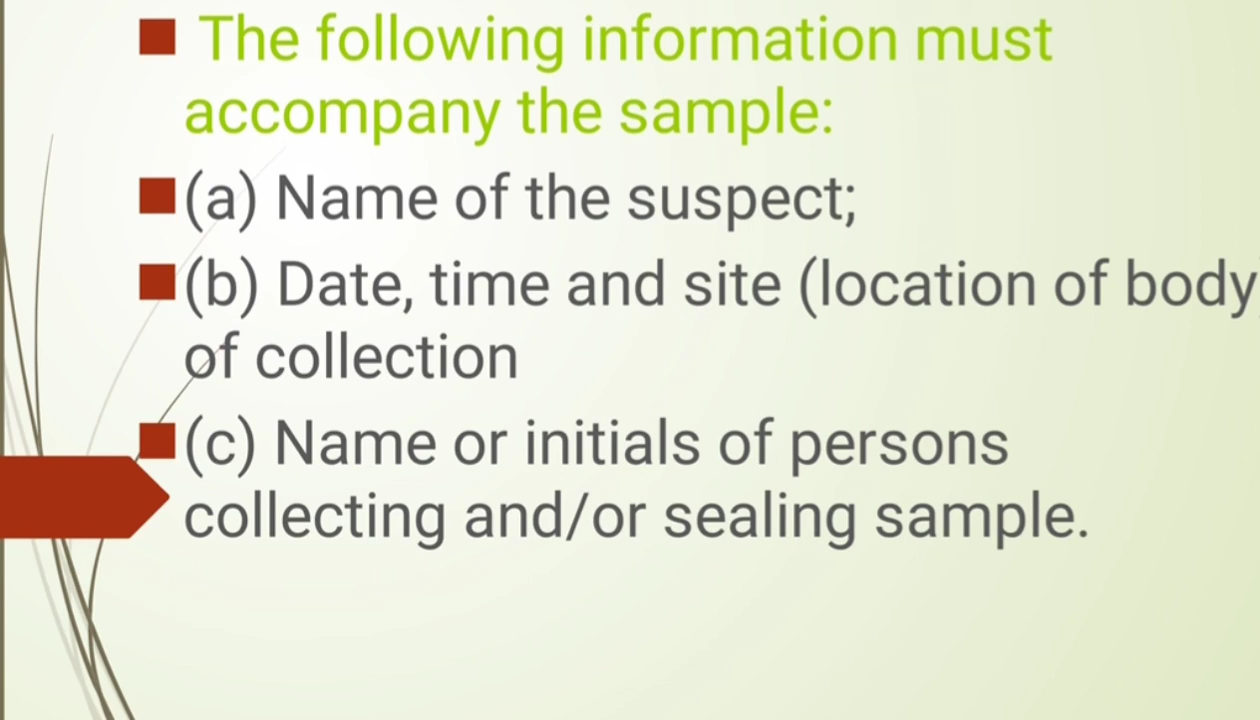 The following information must
accompany the sample:
(a) Name of the suspect;
(b) Date, time and site (location of body)
of collection
(c) Name or initials of persons
collecting and/or sealing sample.